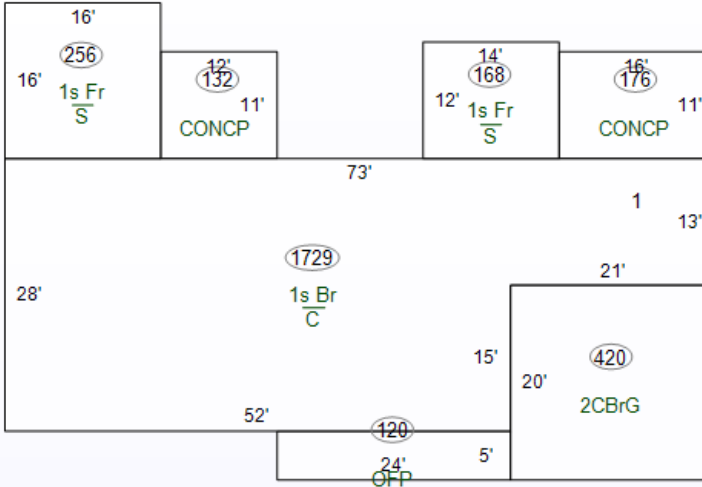 16'
256
16'
1s Fr
S
12'
132
11'
CONCP
14'
168
12'
1s Fr
S
16'
176
11'
CONCP
73'
1
13'
1729
28'
1s Br
C
21'
15'
420
20'
2CBrG
52'
120
24'
5'
OFP